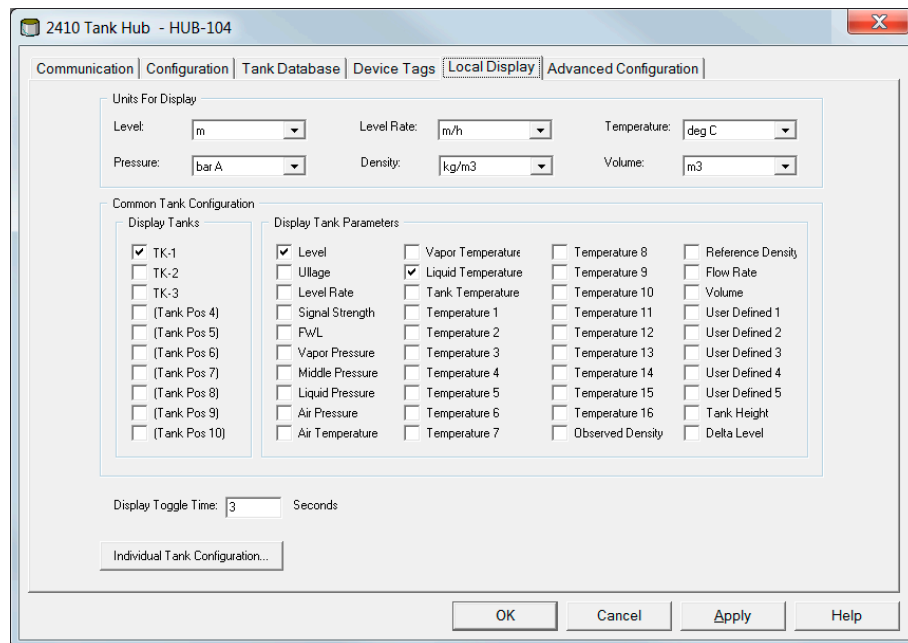 2410 Tank Hub - HUB-104
Communication Configuration Tank Database Device Tags Local Display Advanced Configuration
Units For Display
Level: m Level Rate: m/h Temperature: deg C
Pressure: bar A Density: kg/m3 Volume: m3
Common Tank Configuration
Display Tanks Display Tank Parameters
TK-1 Level Vapor Temperature Temperature 8 Reference Density
TK-2 Ullage Liquid Temperature Temperature 9 Flow Rate
TK-3 Level Rate Tank Temperature Temperature 10 Volume
(Tank Pos 4) Signal Strength Temperature 1 Temperature 11 User Defined 1
(Tank Pos 5) FWL Temperature 2 Temperature 12 User Defined 2
(Tank Pos 6) Vapor Pressure Temperature 3 Temperature 13 User Defined 3
(Tank Pos 7) Middle Pressure Temperature 4 Temperature 14 User Defined 4
(Tank Pos 8) Liquid Pressure Temperature 5 Temperature 15 User Defined 5
(Tank Pos 9) Air Pressure Temperature 6 Temperature 16 Tank Height
(Tank Pos 10) Air Temperature Temperature 7 Observed Density Delta Level
Display Toggle Time: 3 Seconds
Individual Tank Configuration...
OK Cancel Apply Help